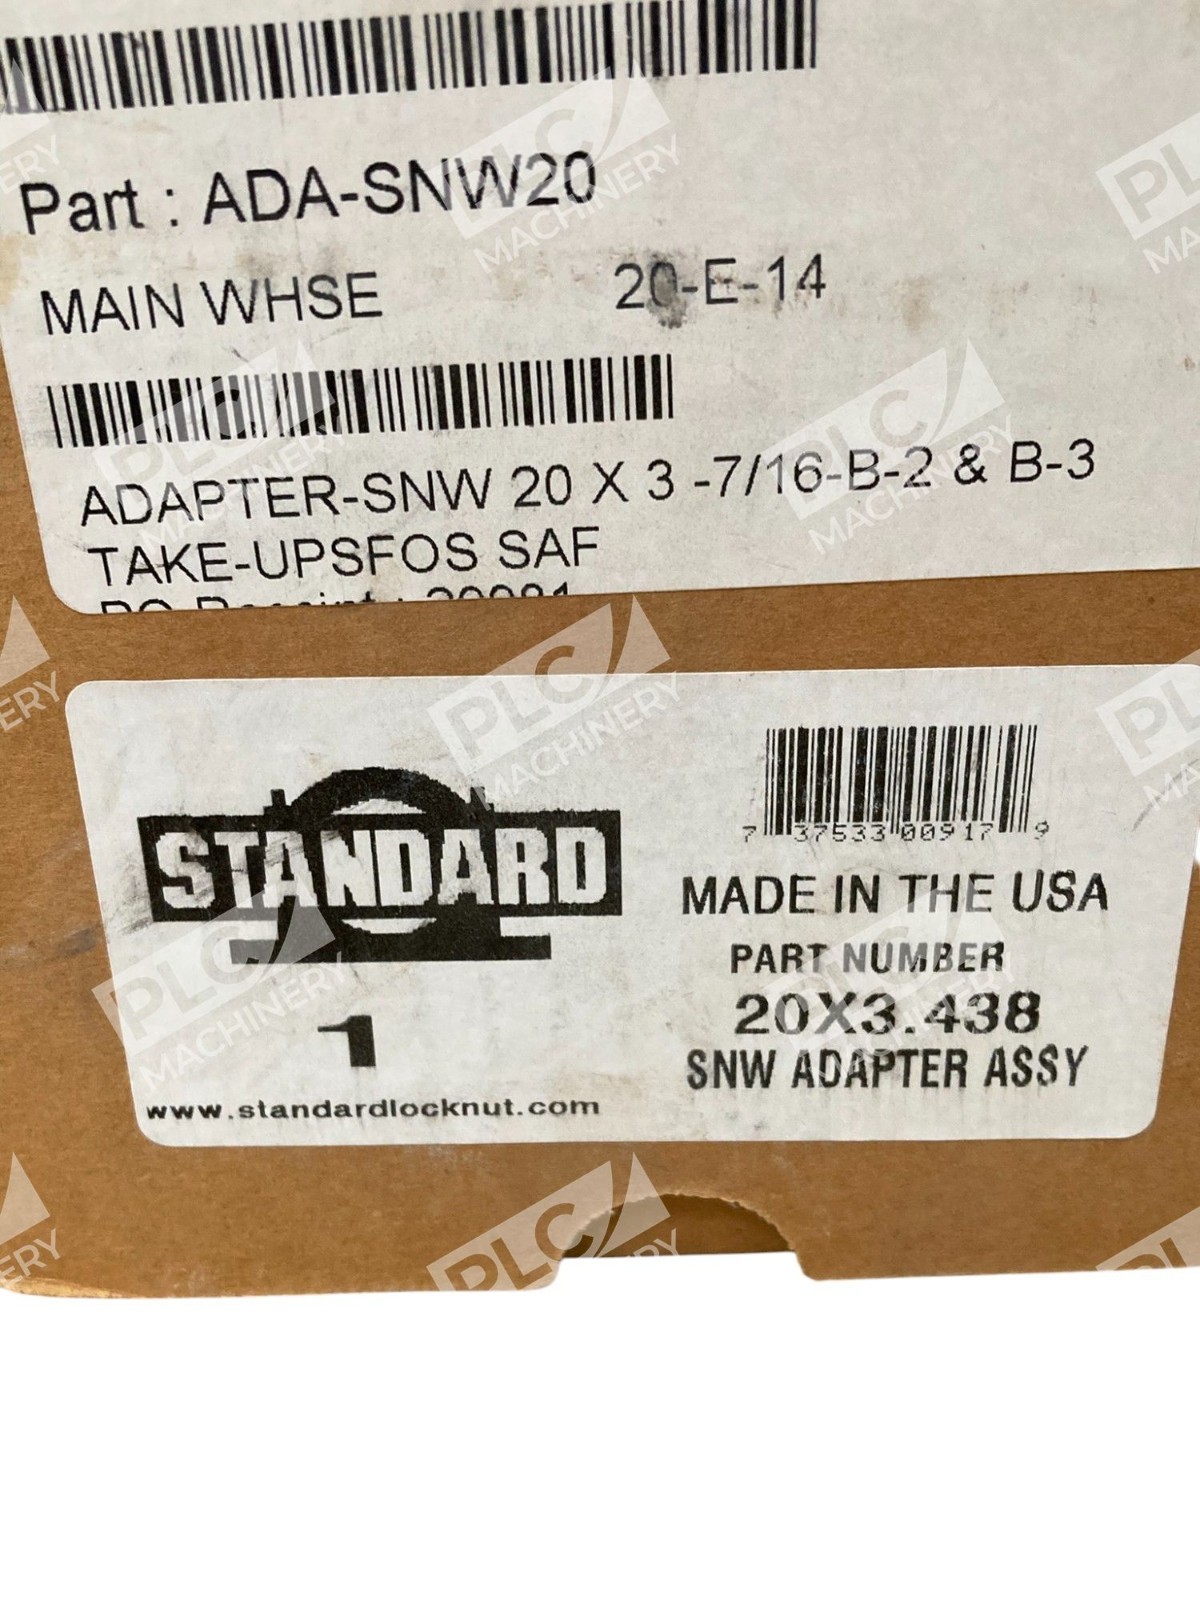 Part : ADA-SNW20
MAIN WHSE 20-E-14
ADAPTER-SNW 20 X 3 -7/16-B-2 & B-3
TAKE-UPSFOS SAF
STANDARD
1
www.standardlocknut.com
7 37533 00917 9
MADE IN THE USA
PART NUMBER
20X3.438
SNW ADAPTER ASSY
PLC MACHINERY